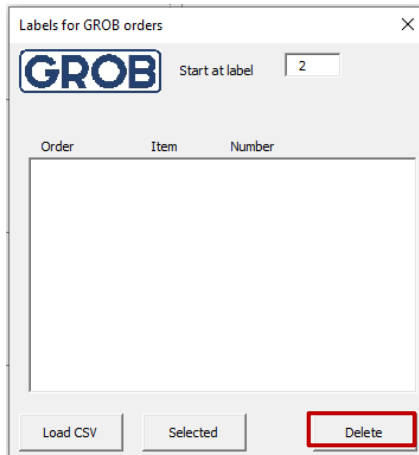 Labels for GROB orders
GROB Start at label 2
Order Item Number
Load CSV Selected Delete